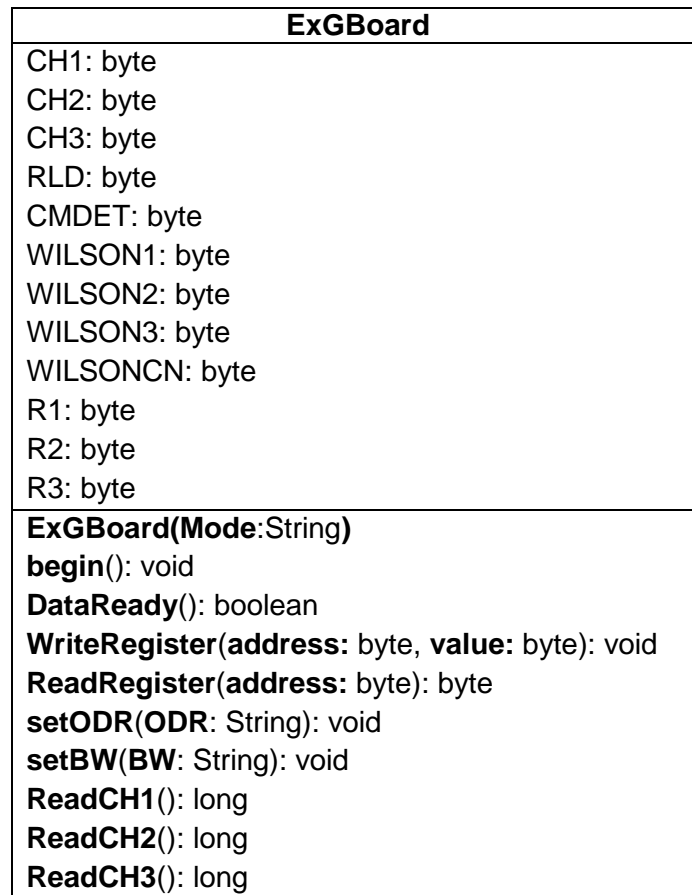 ExGBoard
CH1: byte
CH2: byte
CH3: byte
RLD: byte
CMDET: byte
WILSON1: byte
WILSON2: byte
WILSON3: byte
WILSONCN: byte
R1: byte
R2: byte
R3: byte
ExGBoard(Mode:String)
begin(): void
DataReady(): boolean
WriteRegister(address: byte, value: byte): void
ReadRegister(address: byte): byte
setODR(ODR: String): void
setBW(BW: String): void
ReadCH1(): long
ReadCH2(): long
ReadCH3(): long